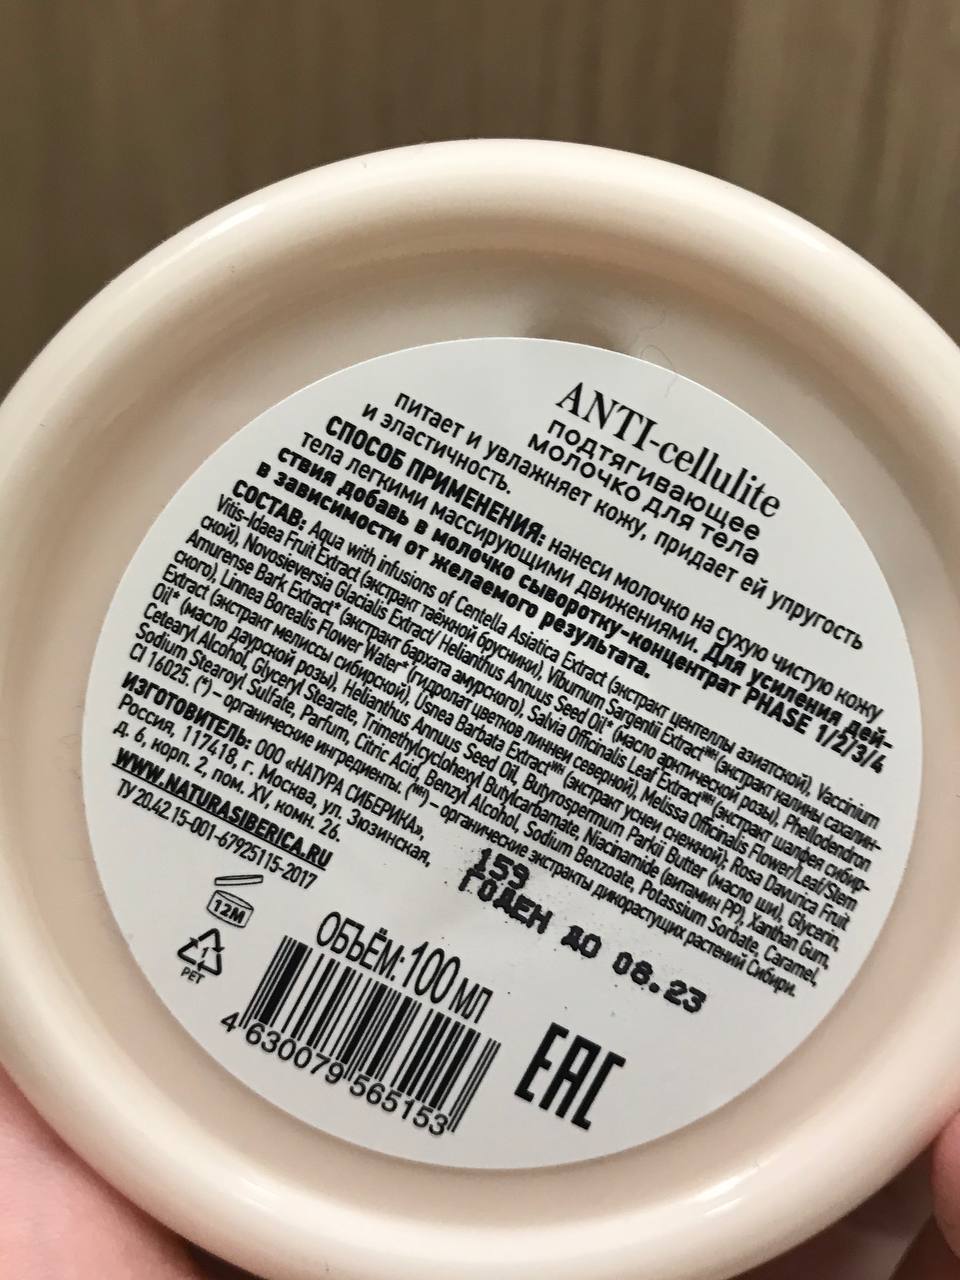 ANTI-cellulite
ПОДТЯГИВАЮЩЕЕ
МОЛОЧКО ДЛЯ ТЕЛА
питает и увлажняет кожу, придает ей упругость
и эластичность.
СПОСОБ ПРИМЕНЕНИЯ: нанеси молочко на сухую чистую кожу
тела легкими массирующими движениями. Для усиления дей-
ствия добавь в молочко сыворотку-концентрат PHASE 1/2/3/4
в зависимости от желаемого результата.
СОСТАВ: Aqua with infusions of Centella Asiatica Extract (экстракт центеллы азиатской), Vaccinium
Vitis-Idaea Fruit Extract (экстракт таёжной брусники), Viburnum Sargentii Extract(wh) (экстракт калины сахалин-
ской), Novosieversia Glacialis Extract/ Helianthus Annuus Seed Oil* (масло арктической розы), Phellodendron
Amurense Bark Extract* (экстракт бархата амурского), Salvia Officinalis Leaf Extract(wh) (экстракт шалфея сибир-
ского), Linnea Borealis Flower Water* (гидролат цветков линнеи северной), Usnea Barbata Extract(wh) (экстракт уснеи снежной), Melissa Officinalis Flower/Leaf/Stem
Extract (экстракт мелиссы сибирской), Rosa Davurica Fruit
Oil* (масло даурской розы), Helianthus Annuus Seed Oil, Butyrospermum Parkii Butter (масло ши), Glycerin,
Cetearyl Alcohol, Glyceryl Stearate, Trimethylcyclohexyl Butylcarbamate, Niacinamide (витамин PP), Xanthan Gum,
Sodium Stearoyl Sulfate, Parfum, Citric Acid, Benzyl Alcohol, Sodium Benzoate, Potassium Sorbate, Caramel,
CI 16025. (*) – органические ингредиенты. (wh) – органические экстракты дикорастущих растений Сибири.
ИЗГОТОВИТЕЛЬ: ООО «НАТУРА СИБЕРИКА»,
Россия, 117418, г. Москва, ул. Зюзинская,
д. 6, корп. 2, пом. XV, комн. 26.
WWW.NATURASIBERICA.RU
ТУ 20.42.15-001-67925115-2017
159
ГОДЕН ДО 08.23
12M
1
PET
ОБЪЁМ: 100 МЛ
4 630079 565153
EAC